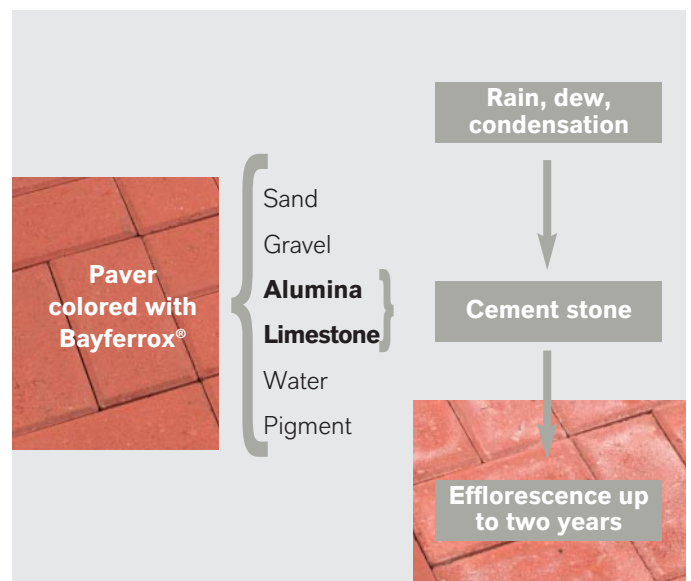 Paver
colored with
Bayferrox®
Sand
Gravel
Alumina
Limestone
Water
Pigment
Rain, dew,
condensation
Cement stone
Efflorescence up
to two years